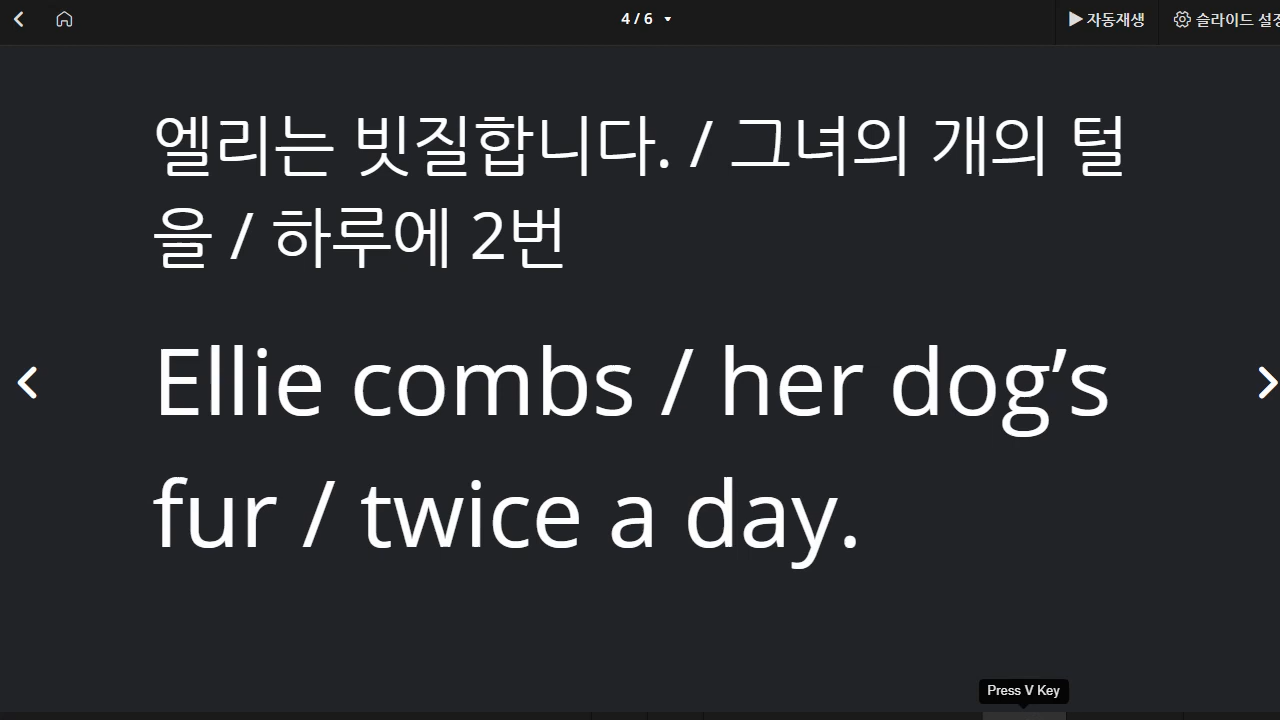 4 / 6
자동재생
슬라이드 설정
엘리는 빗질합니다. / 그녀의 개의 털
을 / 하루에 2번
Ellie combs / her dog’s
fur / twice a day.
Press V Key